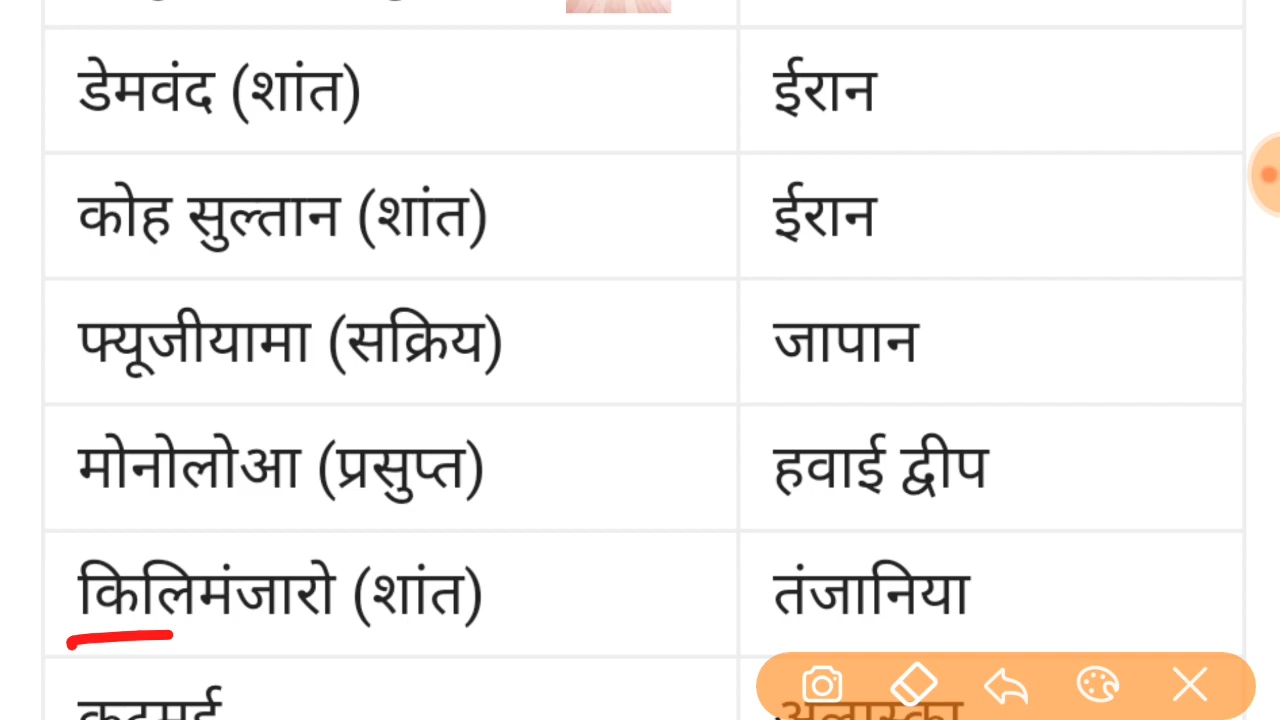 डेमवंद (शांत) ईरान
कोह सुल्तान (शांत) ईरान
फ्यूजीयामा (सक्रिय) जापान
मोनोलोआ (प्रसुप्त) हवाई द्वीप
किलिमंजारो (शांत) तंजानिया